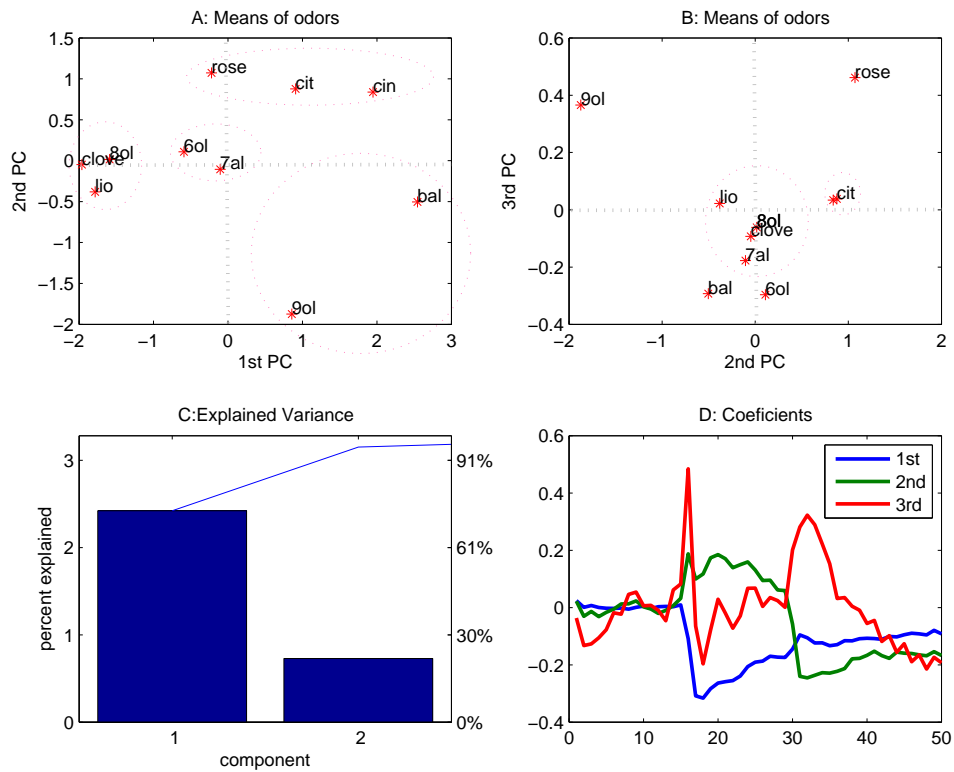 A: Means of odors
1.5
1
0.5
0
−0.5
−1
−1.5
−2
2nd PC
rose
cit
cin
6ol
7al
8ol
clove
lio
bal
9ol
−2
−1
0
1
2
3
1st PC
B: Means of odors
0.6
0.4
0.2
0
−0.2
−0.4
3rd PC
rose
9ol
lio
cit
8ol
clove
7al
bal
6ol
−2
−1
0
1
2
2nd PC
C:Explained Variance
3
2
1
0
percent explained
91%
61%
30%
0%
1
2
component
D: Coeficients
0.6
0.4
0.2
0
−0.2
−0.4
1st
2nd
3rd
0
10
20
30
40
50